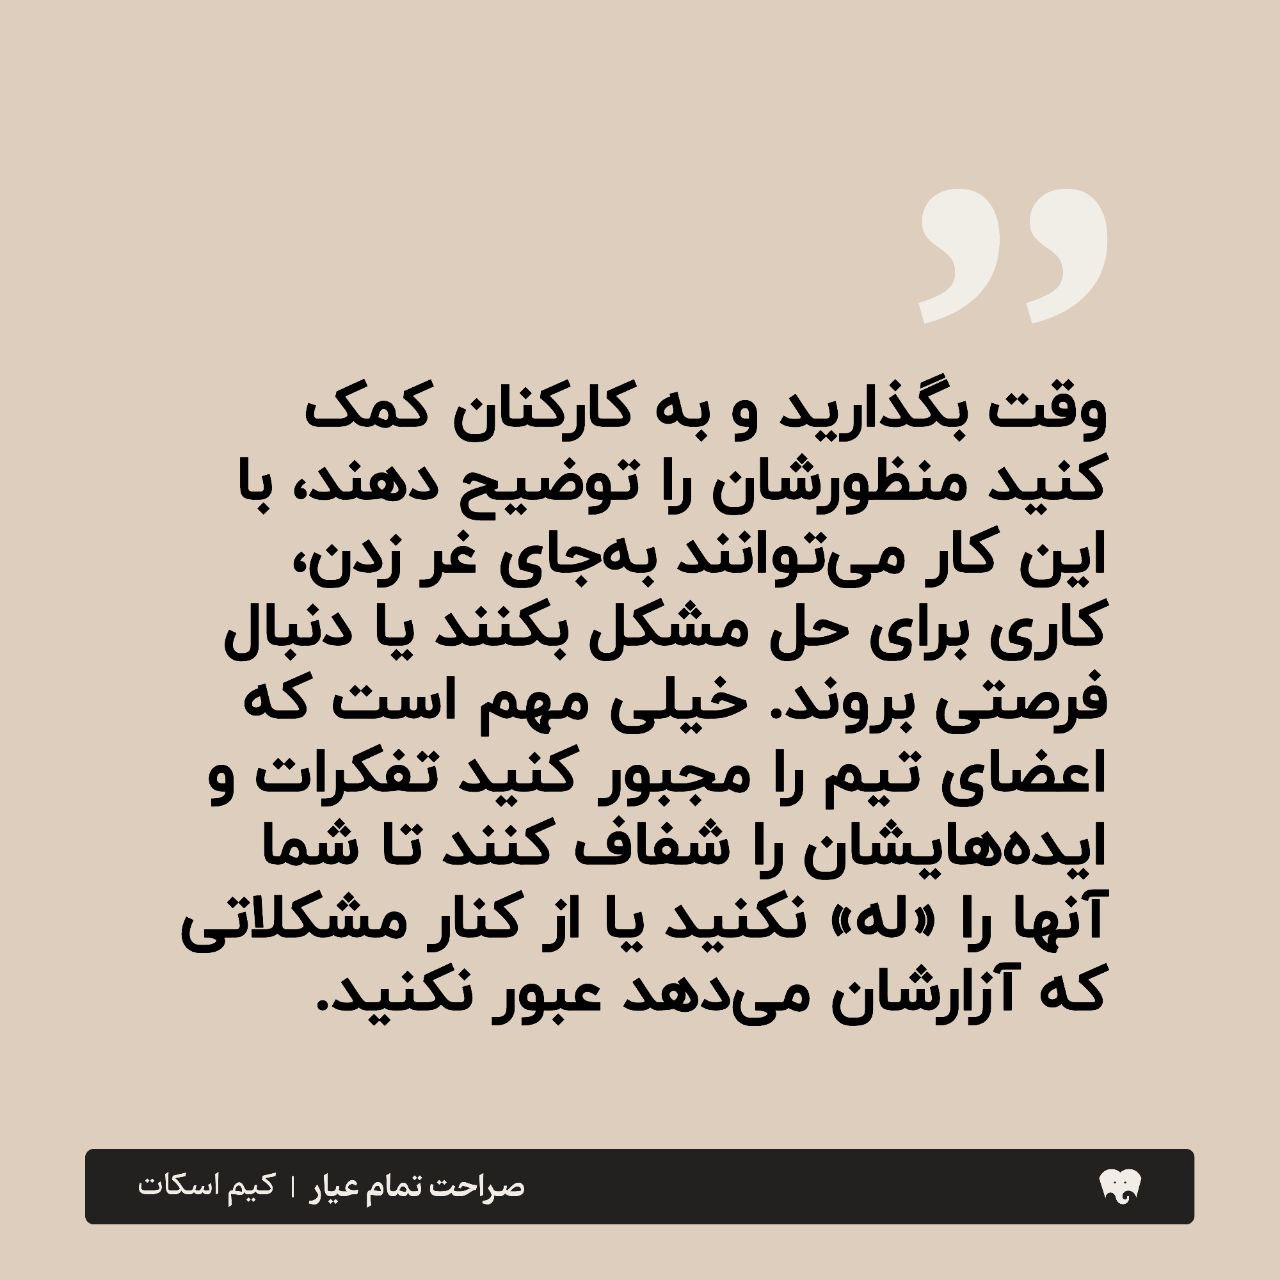 ”
وقت بگذارید و به کارکنان کمک
کنید منظورشان را توضیح دهند، با
این کار می‌توانند به‌جای غر زدن،
کاری برای حل مشکل بکنند یا دنبال
فرصتی بروند. خیلی مهم است که
اعضای تیم را مجبور کنید تفکرات و
ایده‌هایشان را شفاف کنند تا شما
آنها را «له» نکنید یا از کنار مشکلاتی
که آزارشان می‌دهد عبور نکنید.
صراحت تمام عیار | کیم اسکات